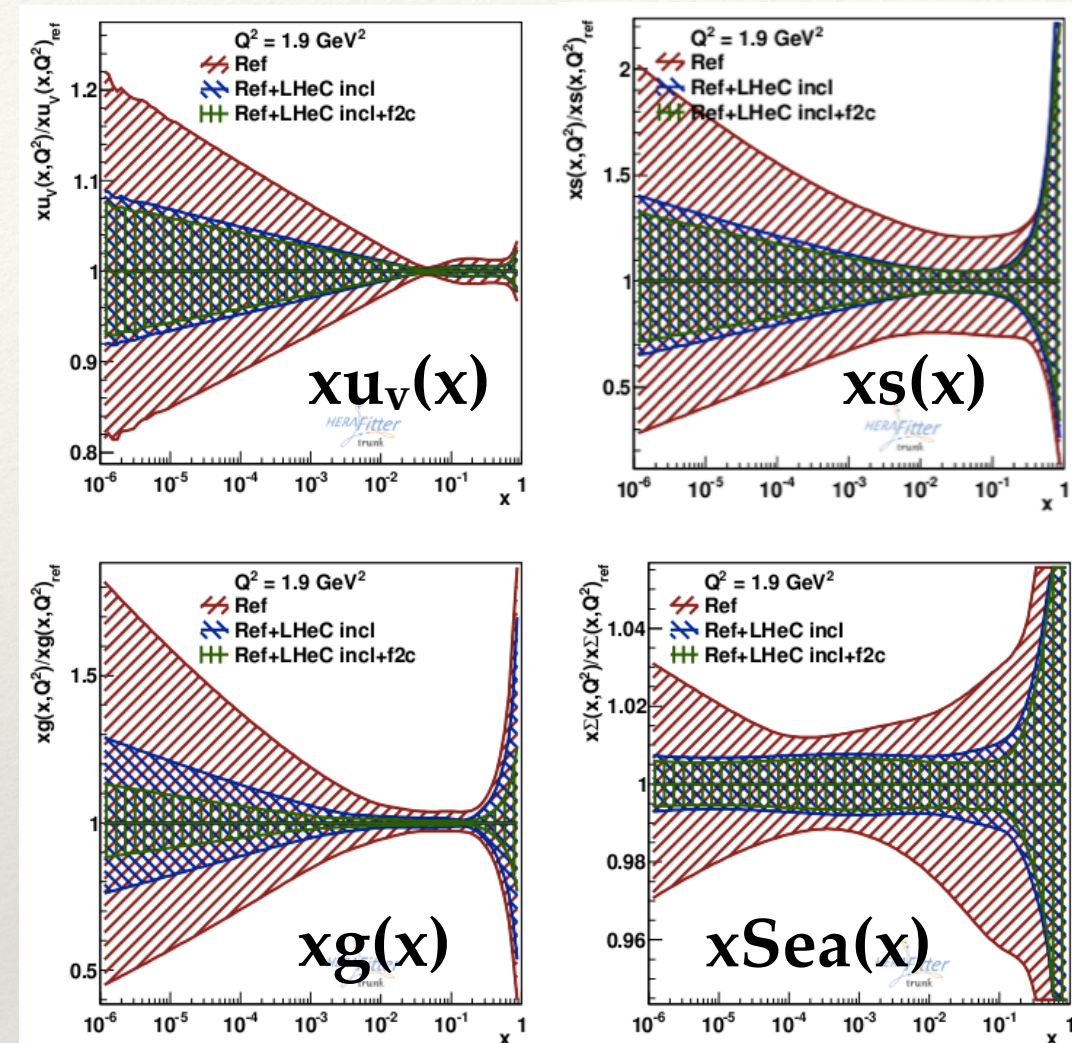 xu_V(x,Q²)/xu_V(x,Q²)_ref
Q² = 1.9 GeV²
Ref
Ref+LHeC incl
Ref+LHeC incl+f2c
1.2
1.1
1
0.9
0.8
xu_v(x)
HERAFitter
trunk
10⁻⁶ 10⁻⁵ 10⁻⁴ 10⁻³ 10⁻² 10⁻¹ 1
x
xs(x,Q²)/xs(x,Q²)_ref
Q² = 1.9 GeV²
Ref
Ref+LHeC incl
Ref+LHeC incl+f2c
2
1.5
1
0.5
xs(x)
HERAFitter
trunk
10⁻⁶ 10⁻⁵ 10⁻⁴ 10⁻³ 10⁻² 10⁻¹ 1
x
xg(x,Q²)/xg(x,Q²)_ref
Q² = 1.9 GeV²
Ref
Ref+LHeC incl
Ref+LHeC incl+f2c
1.5
1
0.5
xg(x)
trunk
10⁻⁶ 10⁻⁵ 10⁻⁴ 10⁻³ 10⁻² 10⁻¹ 1
x
xΣ(x,Q²)/xΣ(x,Q²)_ref
Q² = 1.9 GeV²
Ref
Ref+LHeC incl
Ref+LHeC incl+f2c
1.04
1.02
1
0.98
0.96
xSea(x)
trunk
10⁻⁶ 10⁻⁵ 10⁻⁴ 10⁻³ 10⁻² 10⁻¹ 1
x